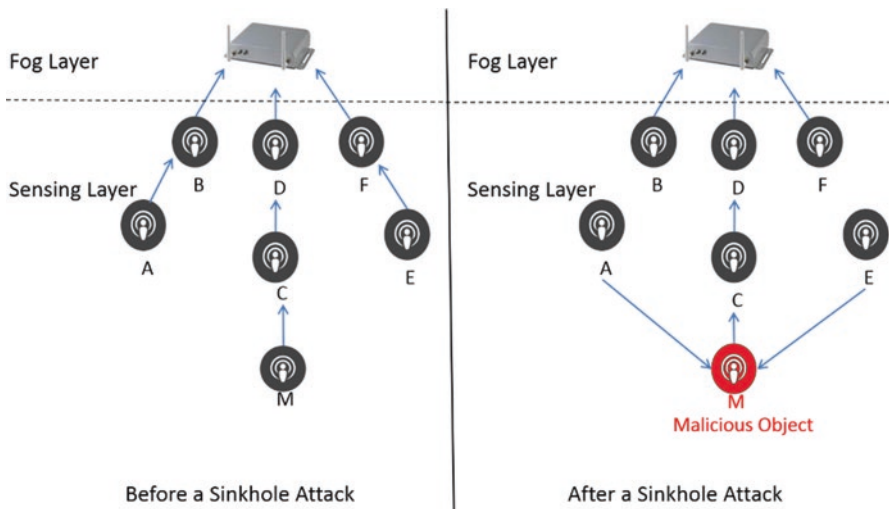 Fog Layer
B
D
F
Sensing Layer
A
C
E
M
Before a Sinkhole Attack
Fog Layer
B
D
F
Sensing Layer
A
C
E
M
Malicious Object
After a Sinkhole Attack